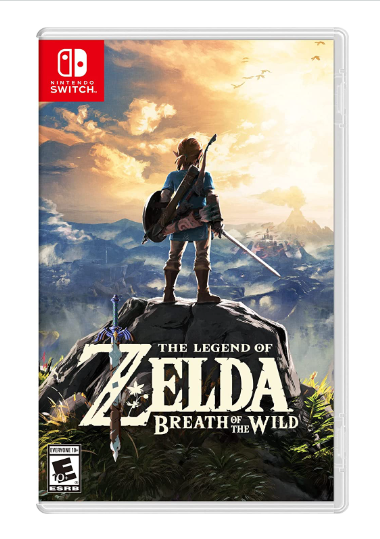 NINTENDO
SWITCH.
THE LEGEND OF
ZELDA
BREATH OF THE WILD
EVERYONE 10+
E
ESRB